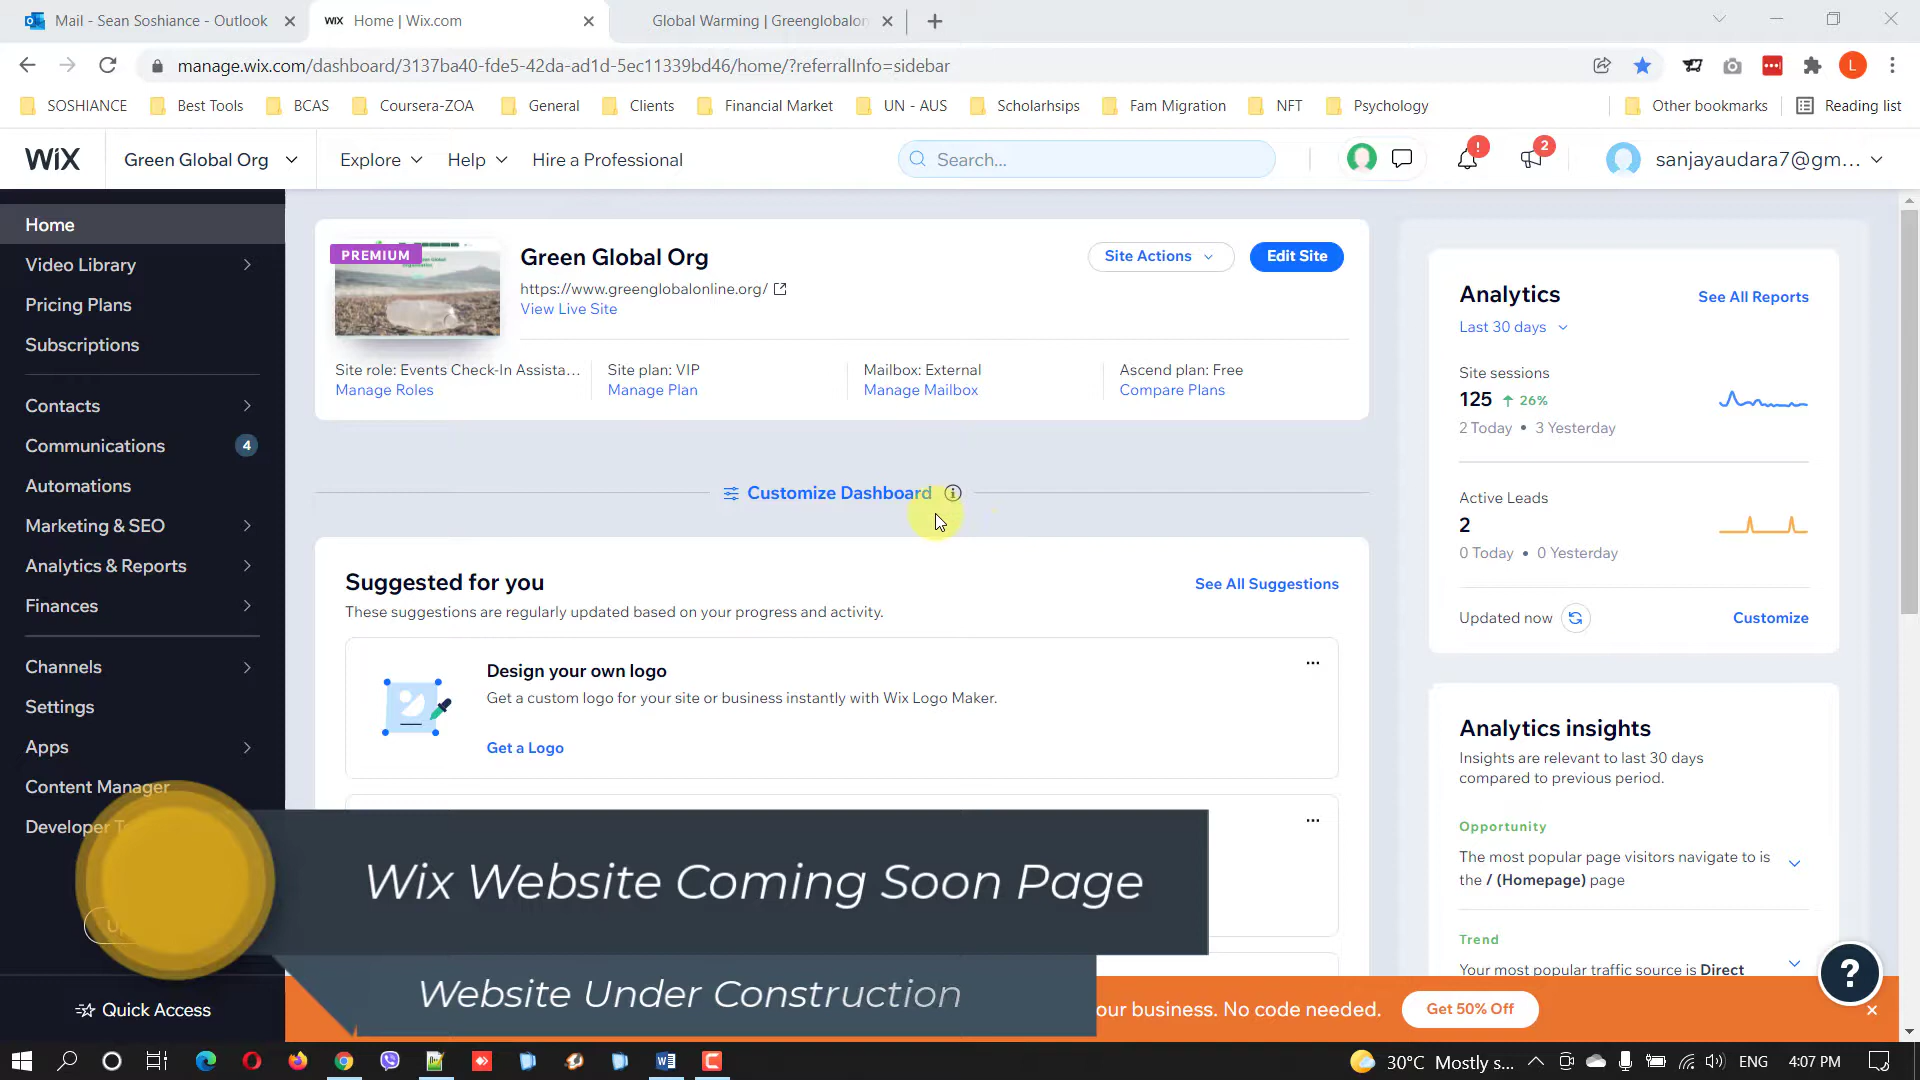 Mail - Sean Soshiance - Outlook
WIX Home | Wix.com
Global Warming | Greenglobalon
manage.wix.com/dashboard/3137ba40-fde5-42da-ad1d-5ec11339bd46/home/?referralInfo=sidebar
L
SOSHIANCE Best Tools BCAS Coursera-ZOA General Clients Financial Market UN - AUS Scholarhsips Fam Migration NFT Psychology Other bookmarks Reading list
WIX Green Global Org Explore Help Hire a Professional Search... ! 2 sanjayaudara7@gm...
Home
Video Library
Pricing Plans
Subscriptions
Contacts
Communications 4
Automations
Marketing & SEO
Analytics & Reports
Finances
Channels
Settings
Apps
Content Manager
Developer
Quick Access
PREMIUM
Green Global Org
Site Actions
Edit Site
https://www.greenglobalonline.org/
View Live Site
Site role: Events Check-In Assista...
Manage Roles
Site plan: VIP
Manage Plan
Mailbox: External
Manage Mailbox
Ascend plan: Free
Compare Plans
Customize Dashboard
Suggested for you
See All Suggestions
These suggestions are regularly updated based on your progress and activity.
Design your own logo
Get a custom logo for your site or business instantly with Wix Logo Maker.
Get a Logo
Analytics
See All Reports
Last 30 days
Site sessions
125 26%
2 Today • 3 Yesterday
Active Leads
2
0 Today • 0 Yesterday
Updated now
Customize
Analytics insights
Insights are relevant to last 30 days
compared to previous period.
Opportunity
The most popular page visitors navigate to is
the / (Homepage) page
Trend
Your most popular traffic source is Direct
?
Wix Website Coming Soon Page
Website Under Construction
our business. No code needed.
Get 50% Off
30°C Mostly s...
ENG
4:07 PM